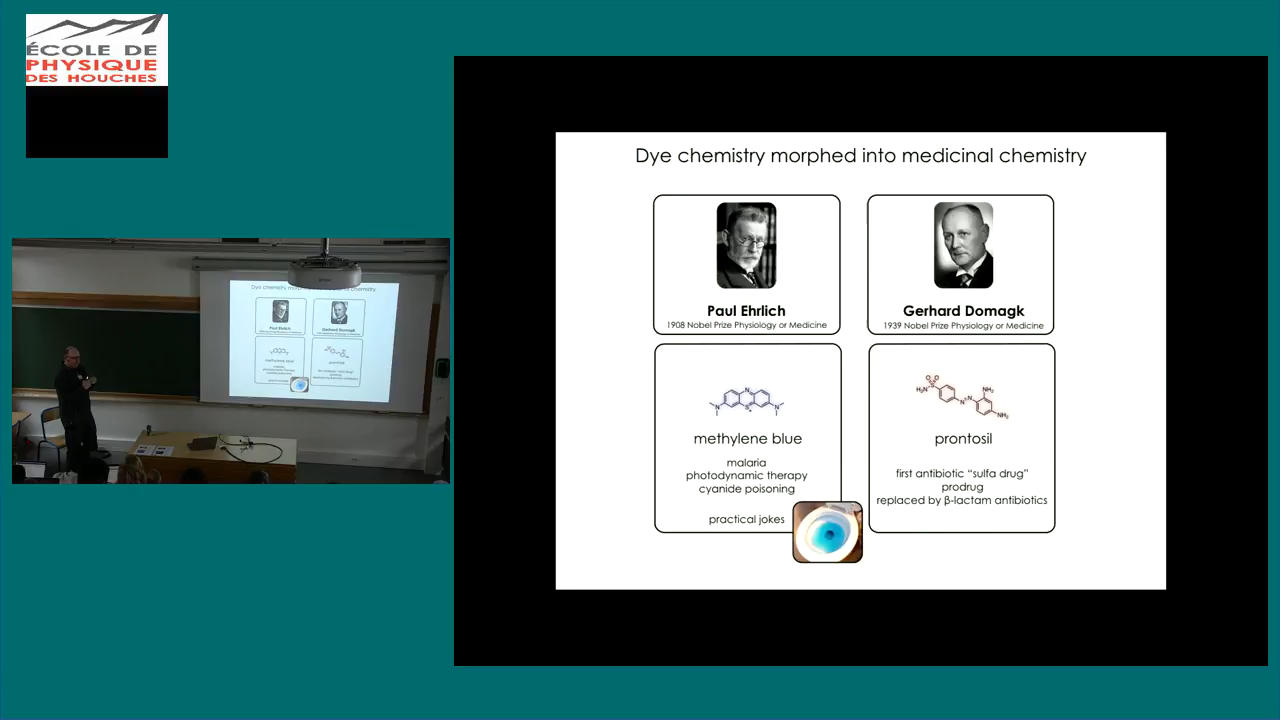 ÉCOLE DE
PHYSIQUE
DES HOUCHES
Dye chemistry morphed into medicinal chemistry
Paul Ehrlich
1908 Nobel Prize Physiology or Medicine
Gerhard Domagk
1939 Nobel Prize Physiology or Medicine
methylene blue
malaria
photodynamic therapy
cyanide poisoning
practical jokes
prontosil
first antibiotic “sulfa drug”
prodrug
replaced by β-lactam antibiotics